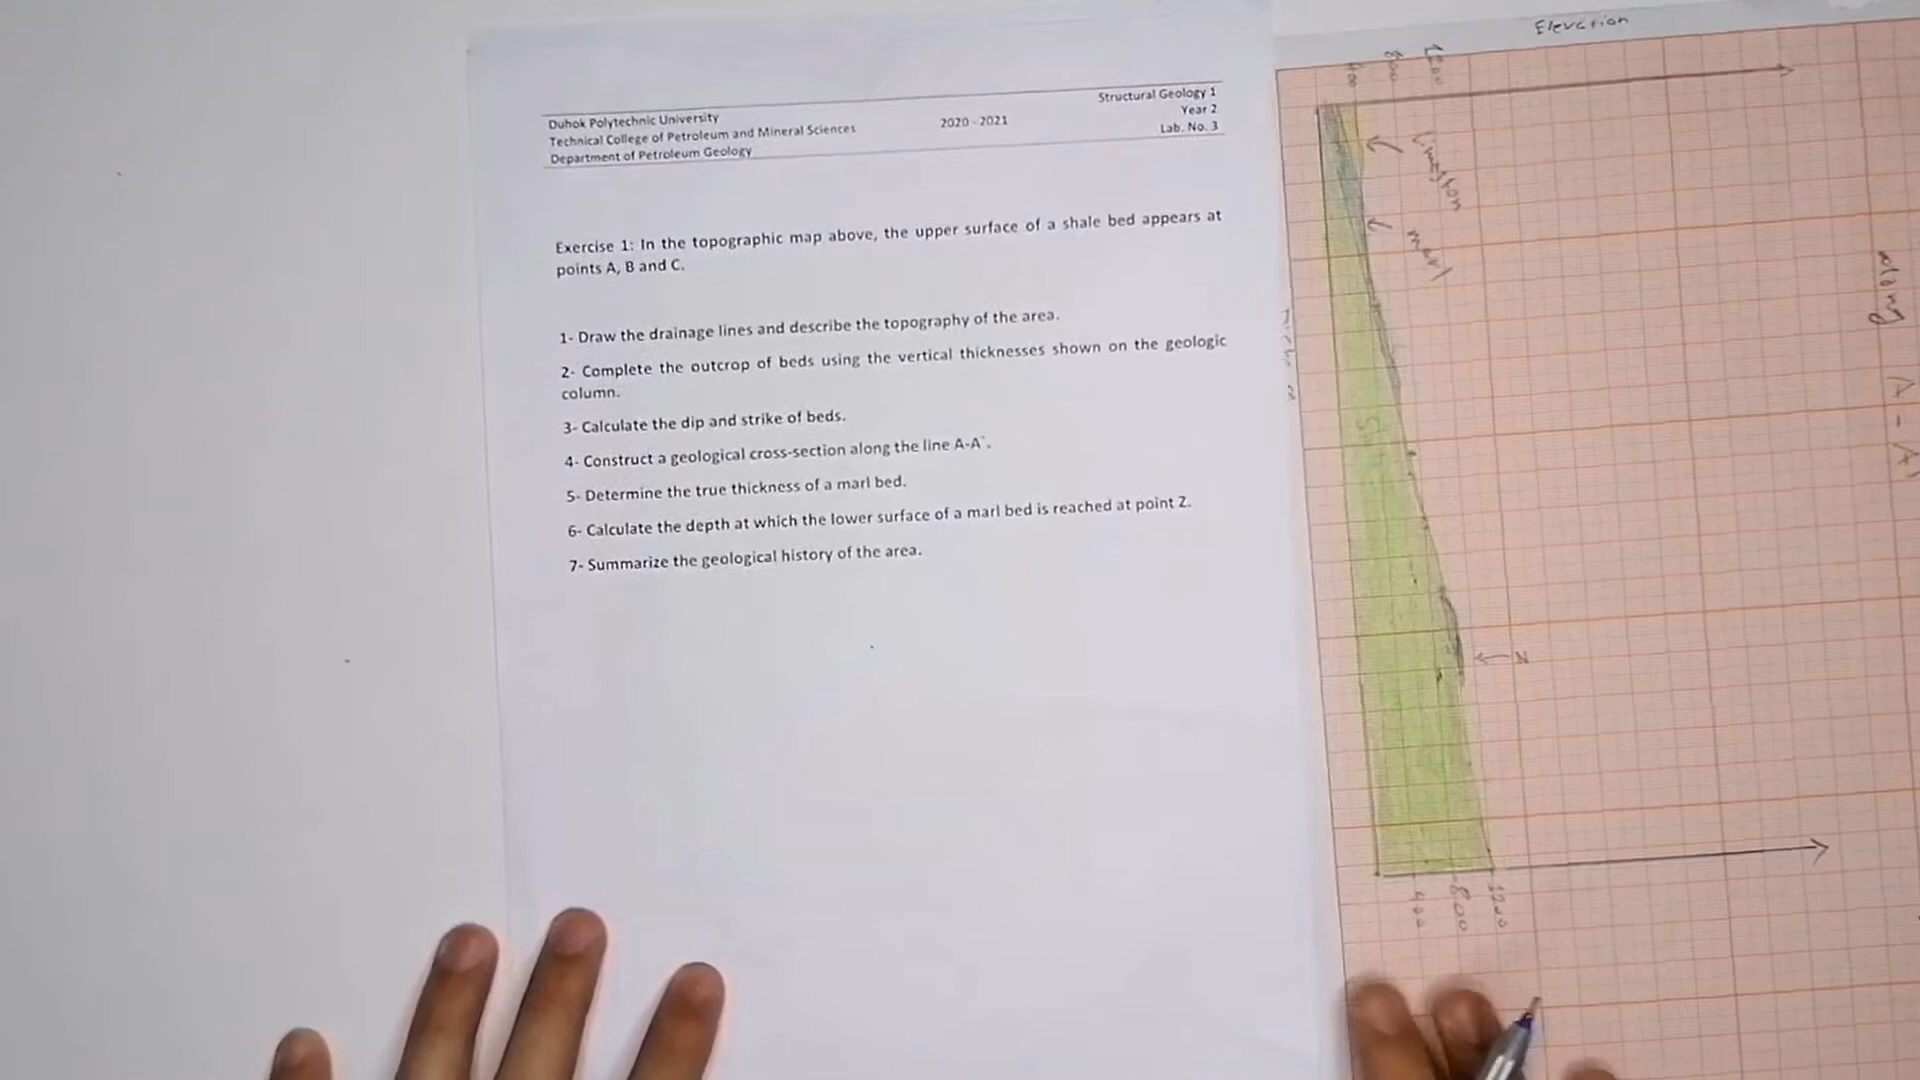 Duhok Polytechnic University
Technical College of Petroleum and Mineral Sciences
Department of Petroleum Geology
2020 - 2021
Structural Geology 1
Year 2
Lab. No. 3
Exercise 1: In the topographic map above, the upper surface of a shale bed appears at
points A, B and C.
1- Draw the drainage lines and describe the topography of the area.
2- Complete the outcrop of beds using the vertical thicknesses shown on the geologic
column.
3- Calculate the dip and strike of beds.
4- Construct a geological cross-section along the line A-A`.
5- Determine the true thickness of a marl bed.
6- Calculate the depth at which the lower surface of a marl bed is reached at point Z.
7- Summarize the geological history of the area.
Elevation
400
800
1200
limeston
marl
Z
400
800
1200
along A - A'